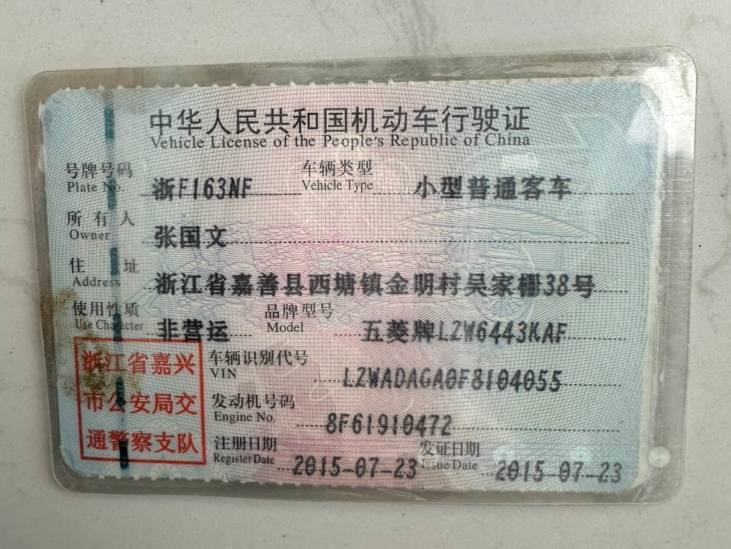 中华人民共和国机动车行驶证
Vehicle License of the People's Republic of China
号牌号码 浙F163NF 车辆类型 小型普通客车
Plate No. Vehicle Type
所有人 张国文
Owner
住址 浙江省嘉善县西塘镇金明村吴家栅38号
Address
使用性质 非营运 品牌型号 五菱牌LZW6443KAF
Use Character Model
浙江省嘉兴 车辆识别代号 LZWADAGA0F8104055
VIN
市公安局交 发动机号码 8F61910472
Engine No.
通警察支队 注册日期 2015-07-23 发证日期 2015-07-23
Register Date Issue Date